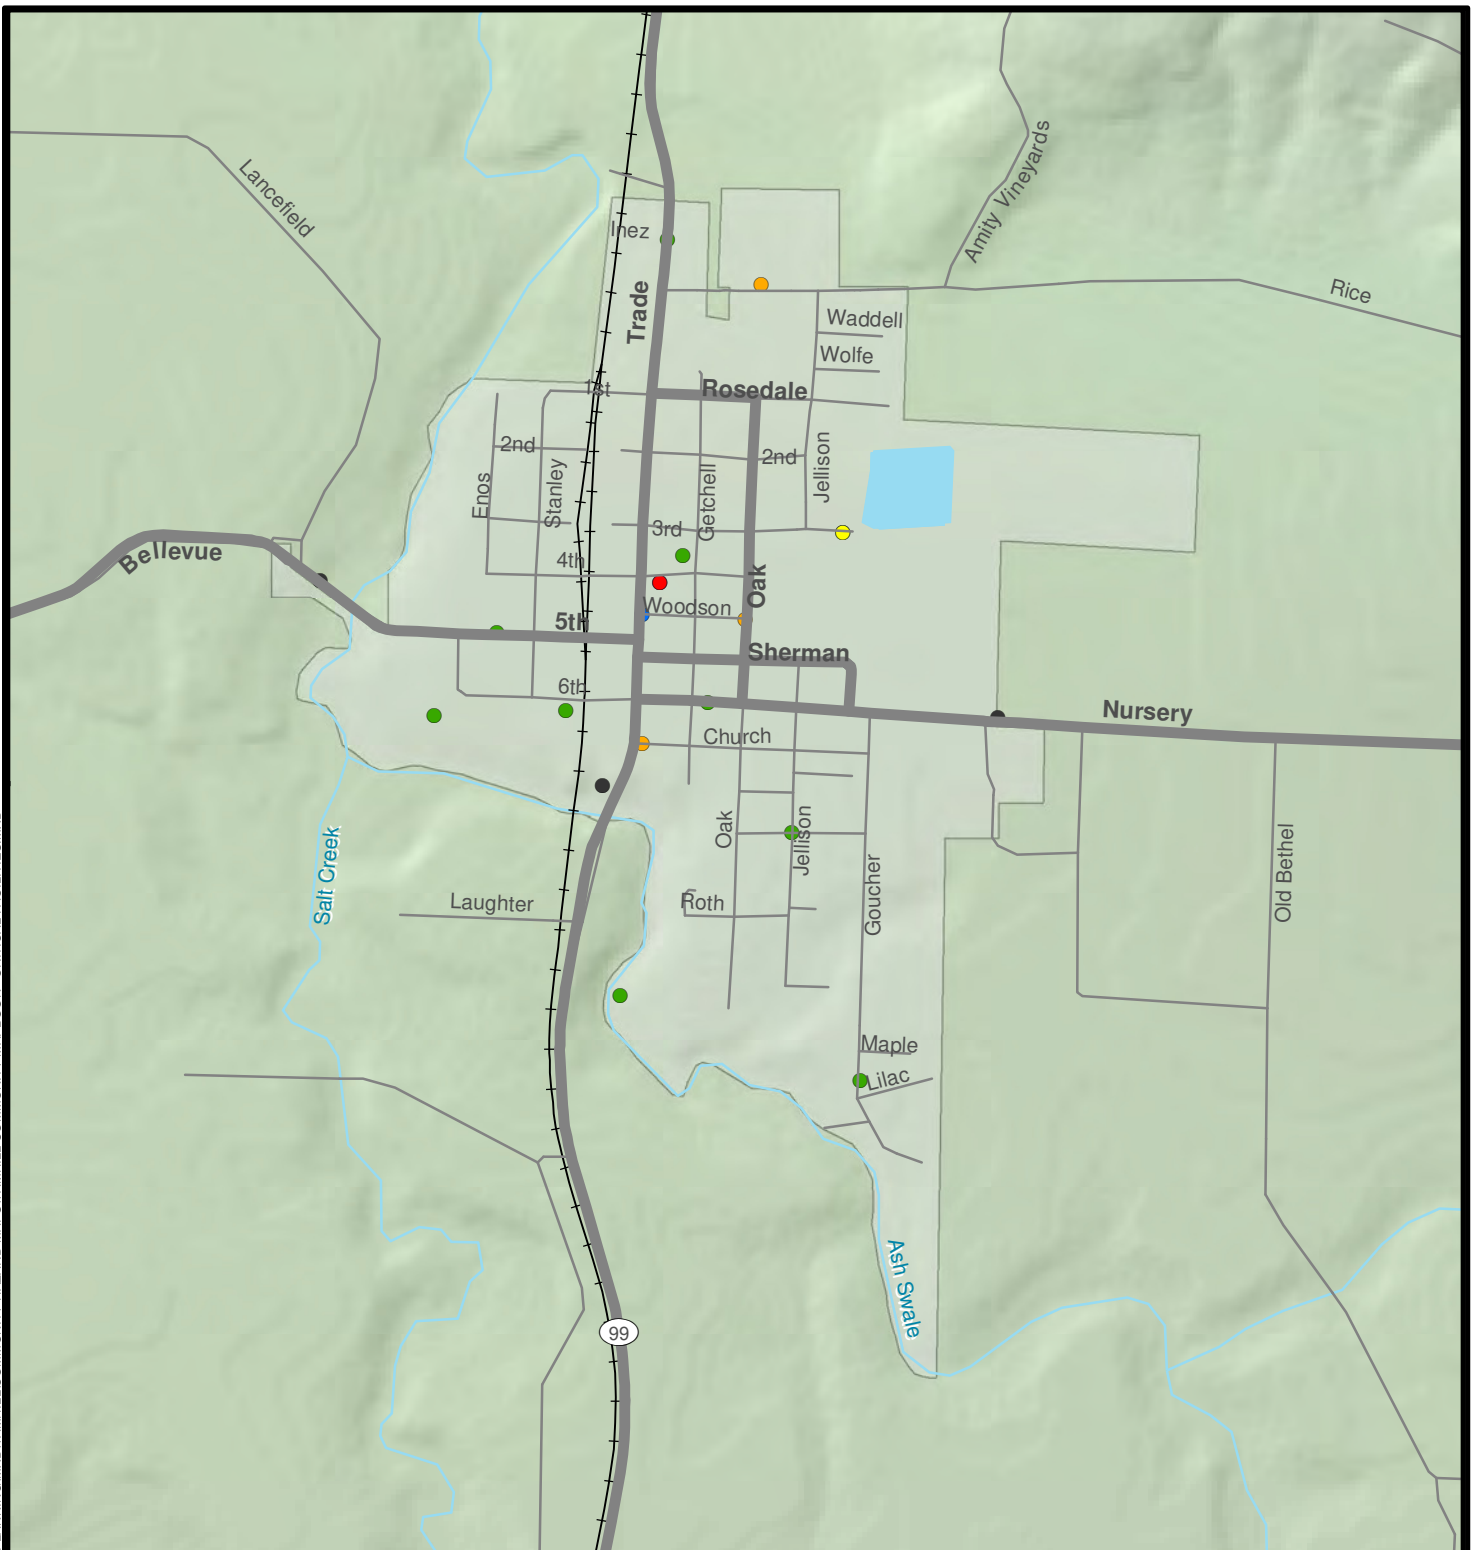 Lancefield
Amity Vineyards
Inez
Rice
Trade
Waddell
Wolfe
1st
Rosedale
2nd
2nd
Jellison
Enos
Stanley
Getchell
3rd
Bellevue
4th
Oak
Woodson
5th
Sherman
6th
Nursery
Church
Oak
Jellison
Salt Creek
Goucher
Old Bethel
Laughter
Roth
Maple
Lilac
Ash Swale
99